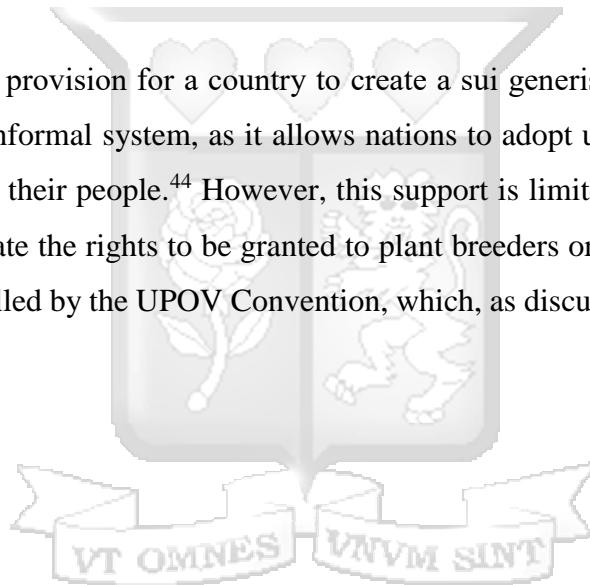 provision for a country to create a sui generis
nformal system, as it allows nations to adopt u
their people.44 However, this support is limit
ate the rights to be granted to plant breeders or
lled by the UPOV Convention, which, as discu
VT OMNES VNVM SINT